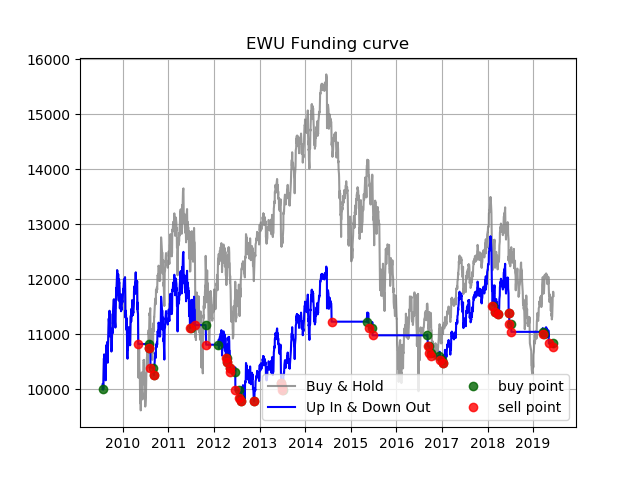 EWU Funding curve
16000
15000
14000
13000
12000
11000
10000
Buy & Hold
Up In & Down Out
buy point
sell point
2010 2011 2012 2013 2014 2015 2016 2017 2018 2019